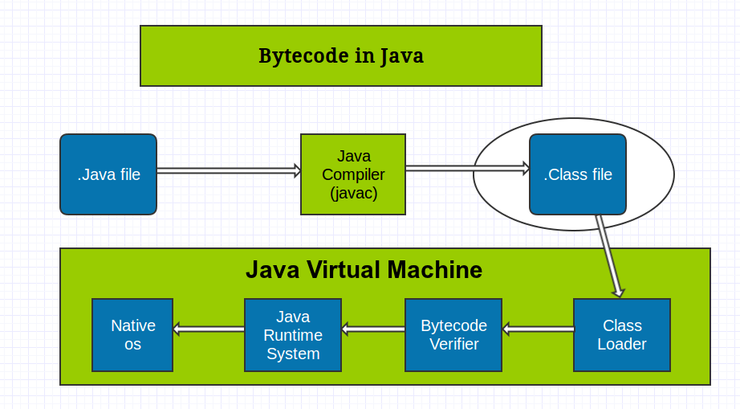 Bytecode in Java
.Java file
Java
Compiler
(javac)
.Class file
Java Virtual Machine
Native
os
Java
Runtime
System
Bytecode
Verifier
Class
Loader